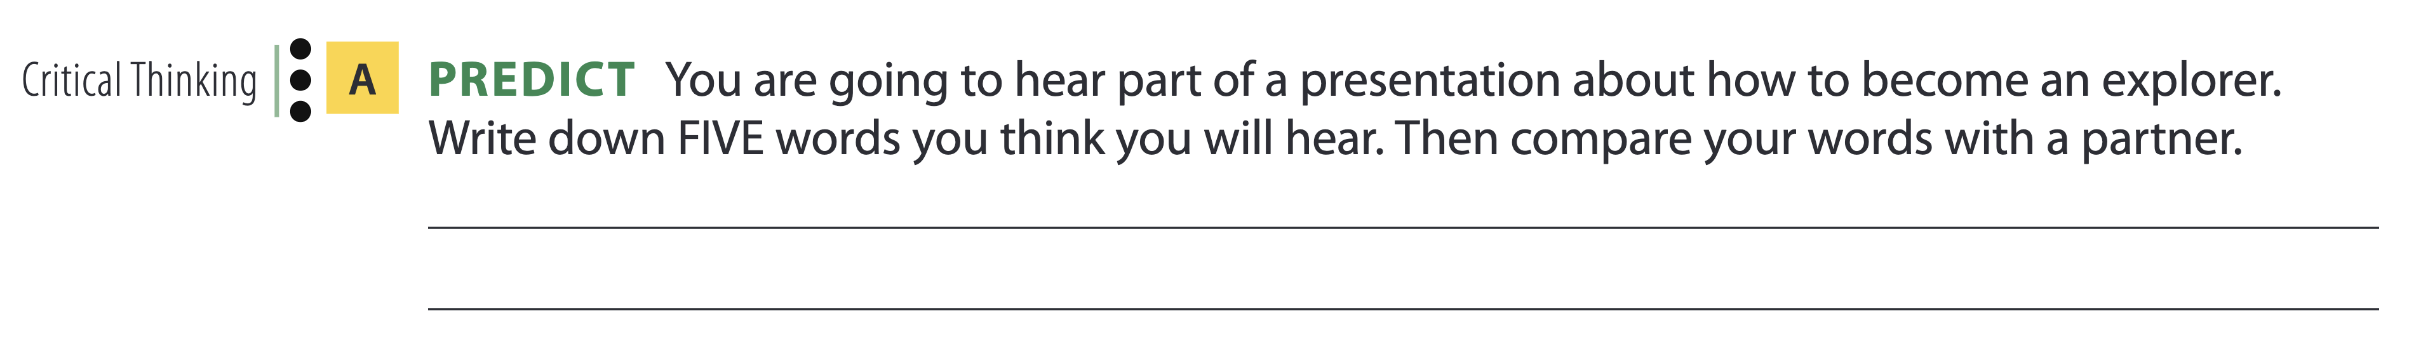 Critical Thinking A PREDICT You are going to hear part of a presentation about how to become an explorer.
Write down FIVE words you think you will hear. Then compare your words with a partner.